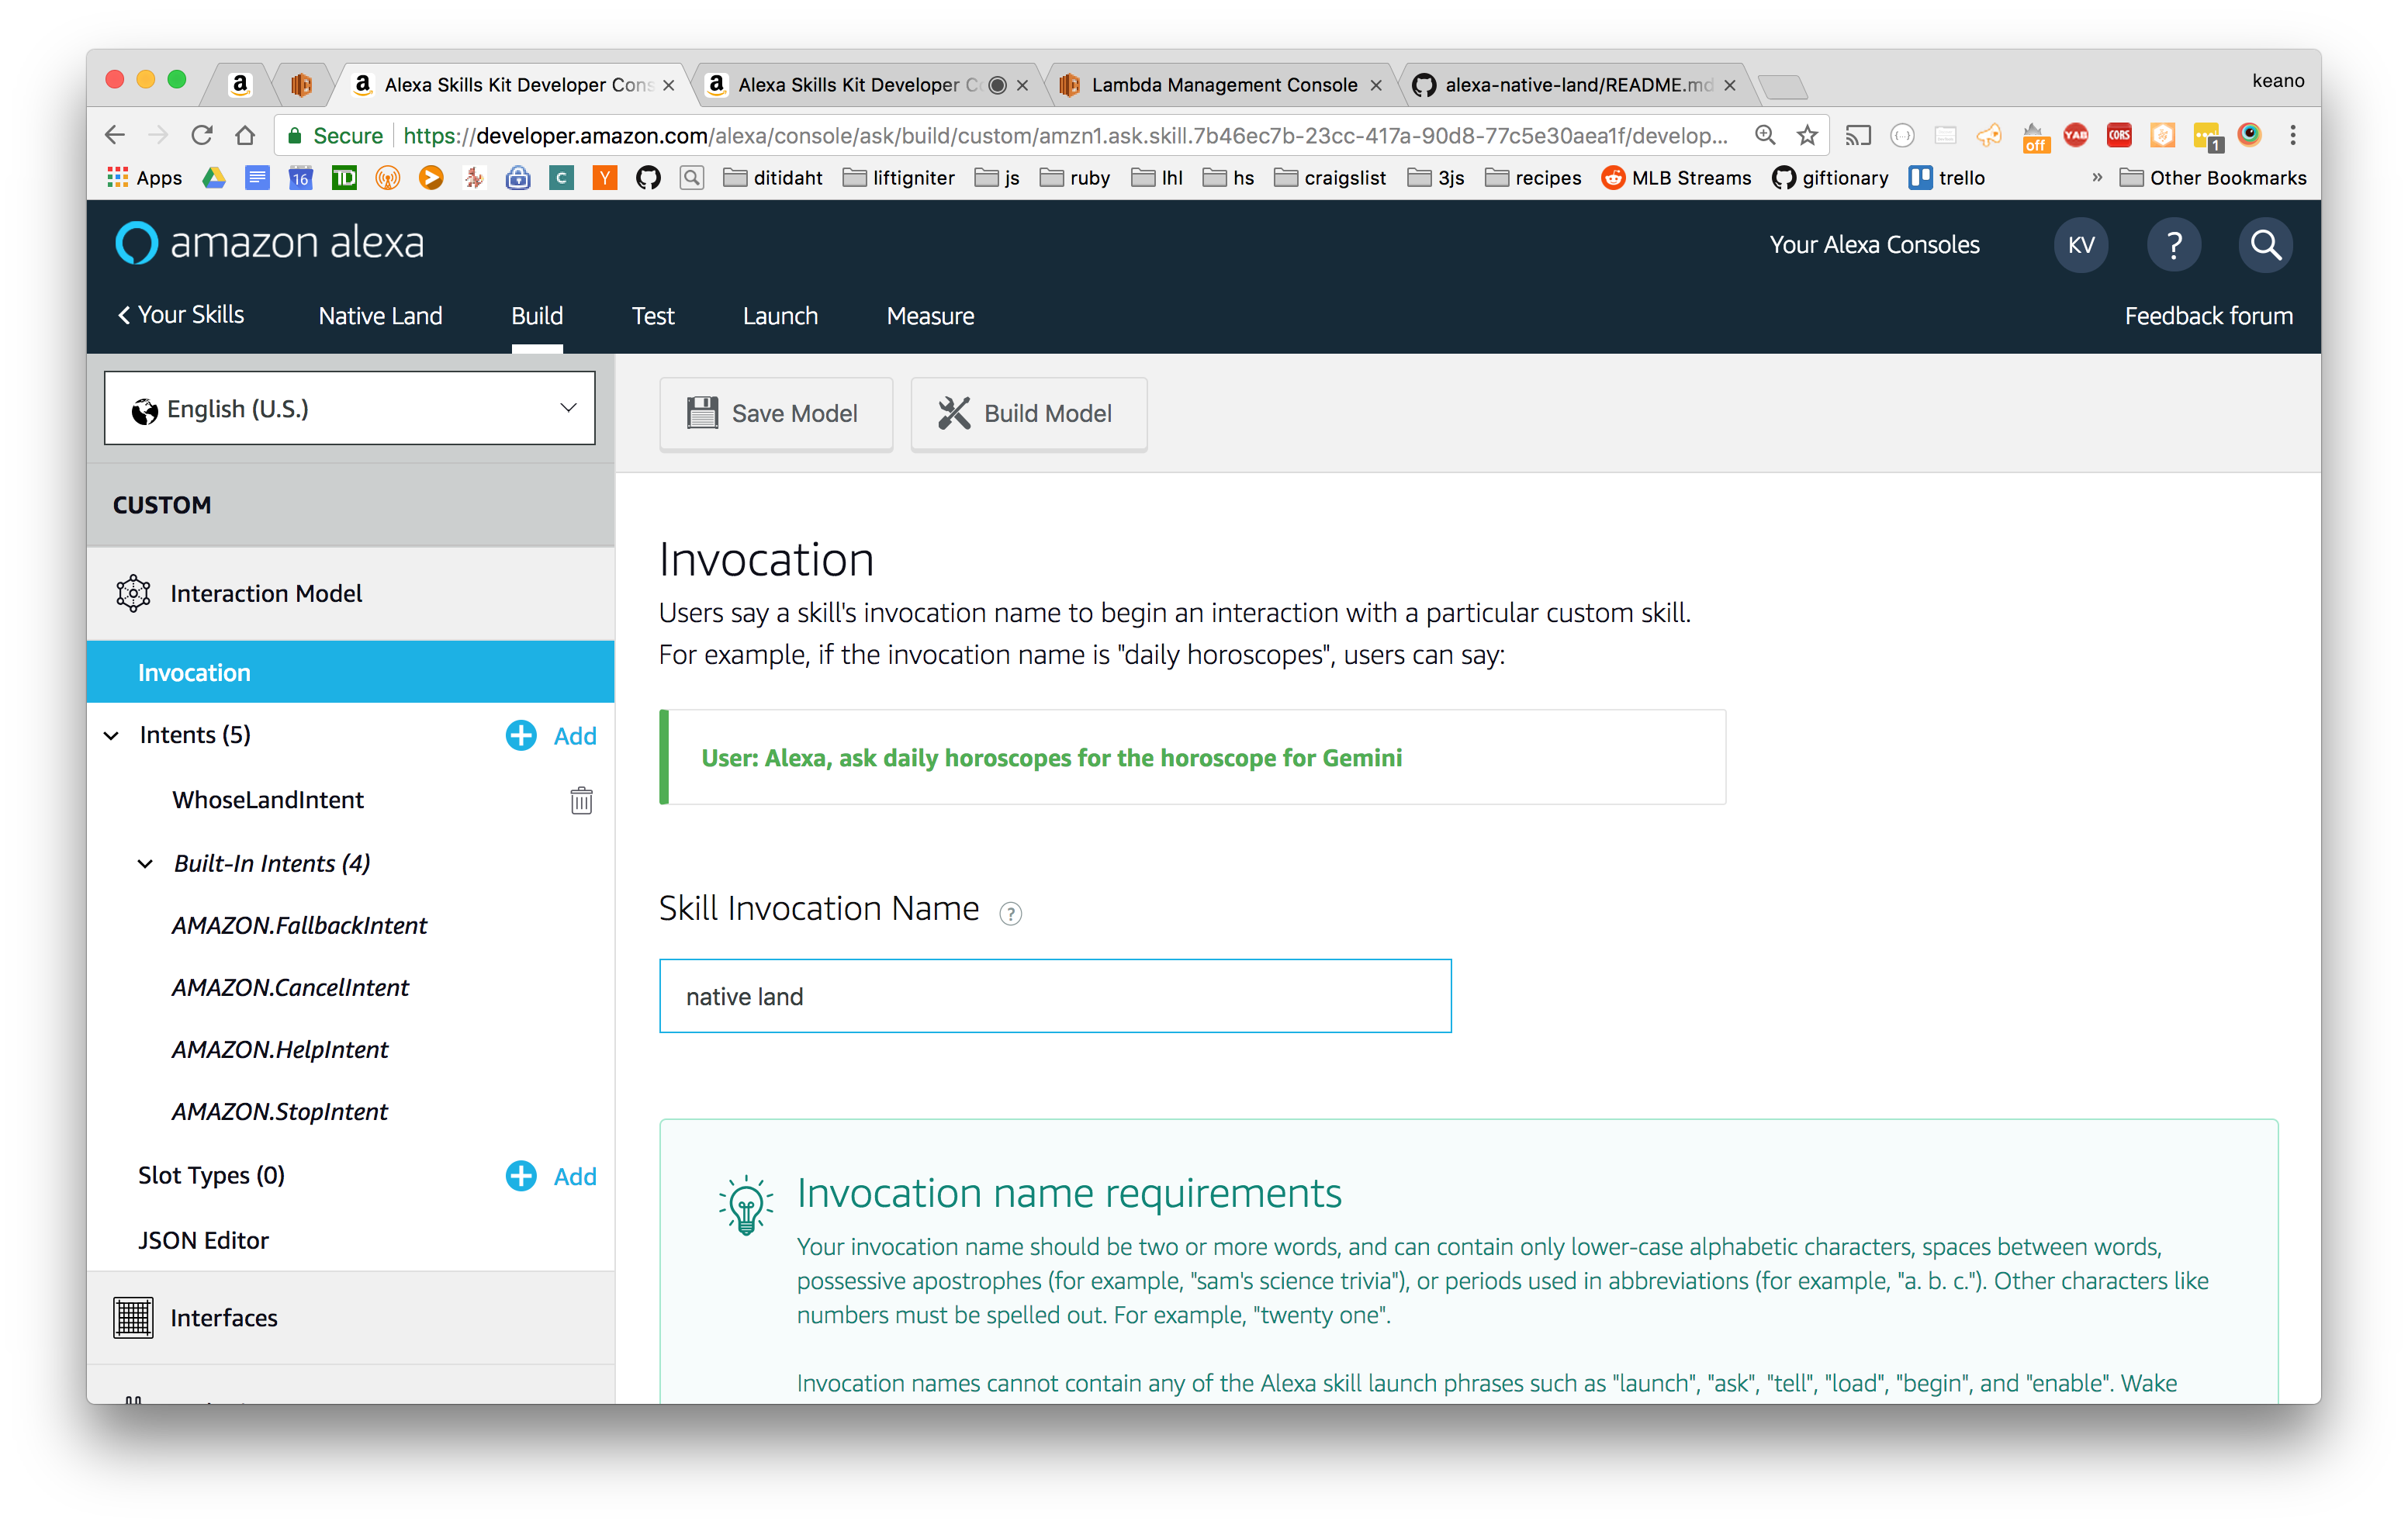 Alexa Skills Kit Developer Cons
Alexa Skills Kit Developer C
Lambda Management Console
alexa-native-land/README.md
keano
Secure https://developer.amazon.com/alexa/console/ask/build/custom/amzn1.ask.skill.7b46ec7b-23cc-417a-90d8-77c5e30aea1f/develop...
off YAB CORS 1
Apps 16 TD C Y ditidaht liftigniter js ruby lhl hs craigslist 3js recipes MLB Streams giftionary trello » Other Bookmarks
amazon alexa
Your Alexa Consoles KV ?
Your Skills Native Land Build Test Launch Measure Feedback forum
English (U.S.)
Save Model Build Model
CUSTOM
Interaction Model
Invocation
Intents (5) Add
WhoseLandIntent
Built-In Intents (4)
AMAZON.FallbackIntent
AMAZON.CancelIntent
AMAZON.HelpIntent
AMAZON.StopIntent
Slot Types (0) Add
JSON Editor
Interfaces
Invocation
Users say a skill's invocation name to begin an interaction with a particular custom skill.
For example, if the invocation name is "daily horoscopes", users can say:
User: Alexa, ask daily horoscopes for the horoscope for Gemini
Skill Invocation Name ?
native land
Invocation name requirements
Your invocation name should be two or more words, and can contain only lower-case alphabetic characters, spaces between words,
possessive apostrophes (for example, "sam's science trivia"), or periods used in abbreviations (for example, "a. b. c."). Other characters like
numbers must be spelled out. For example, "twenty one".
Invocation names cannot contain any of the Alexa skill launch phrases such as "launch", "ask", "tell", "load", "begin", and "enable". Wake